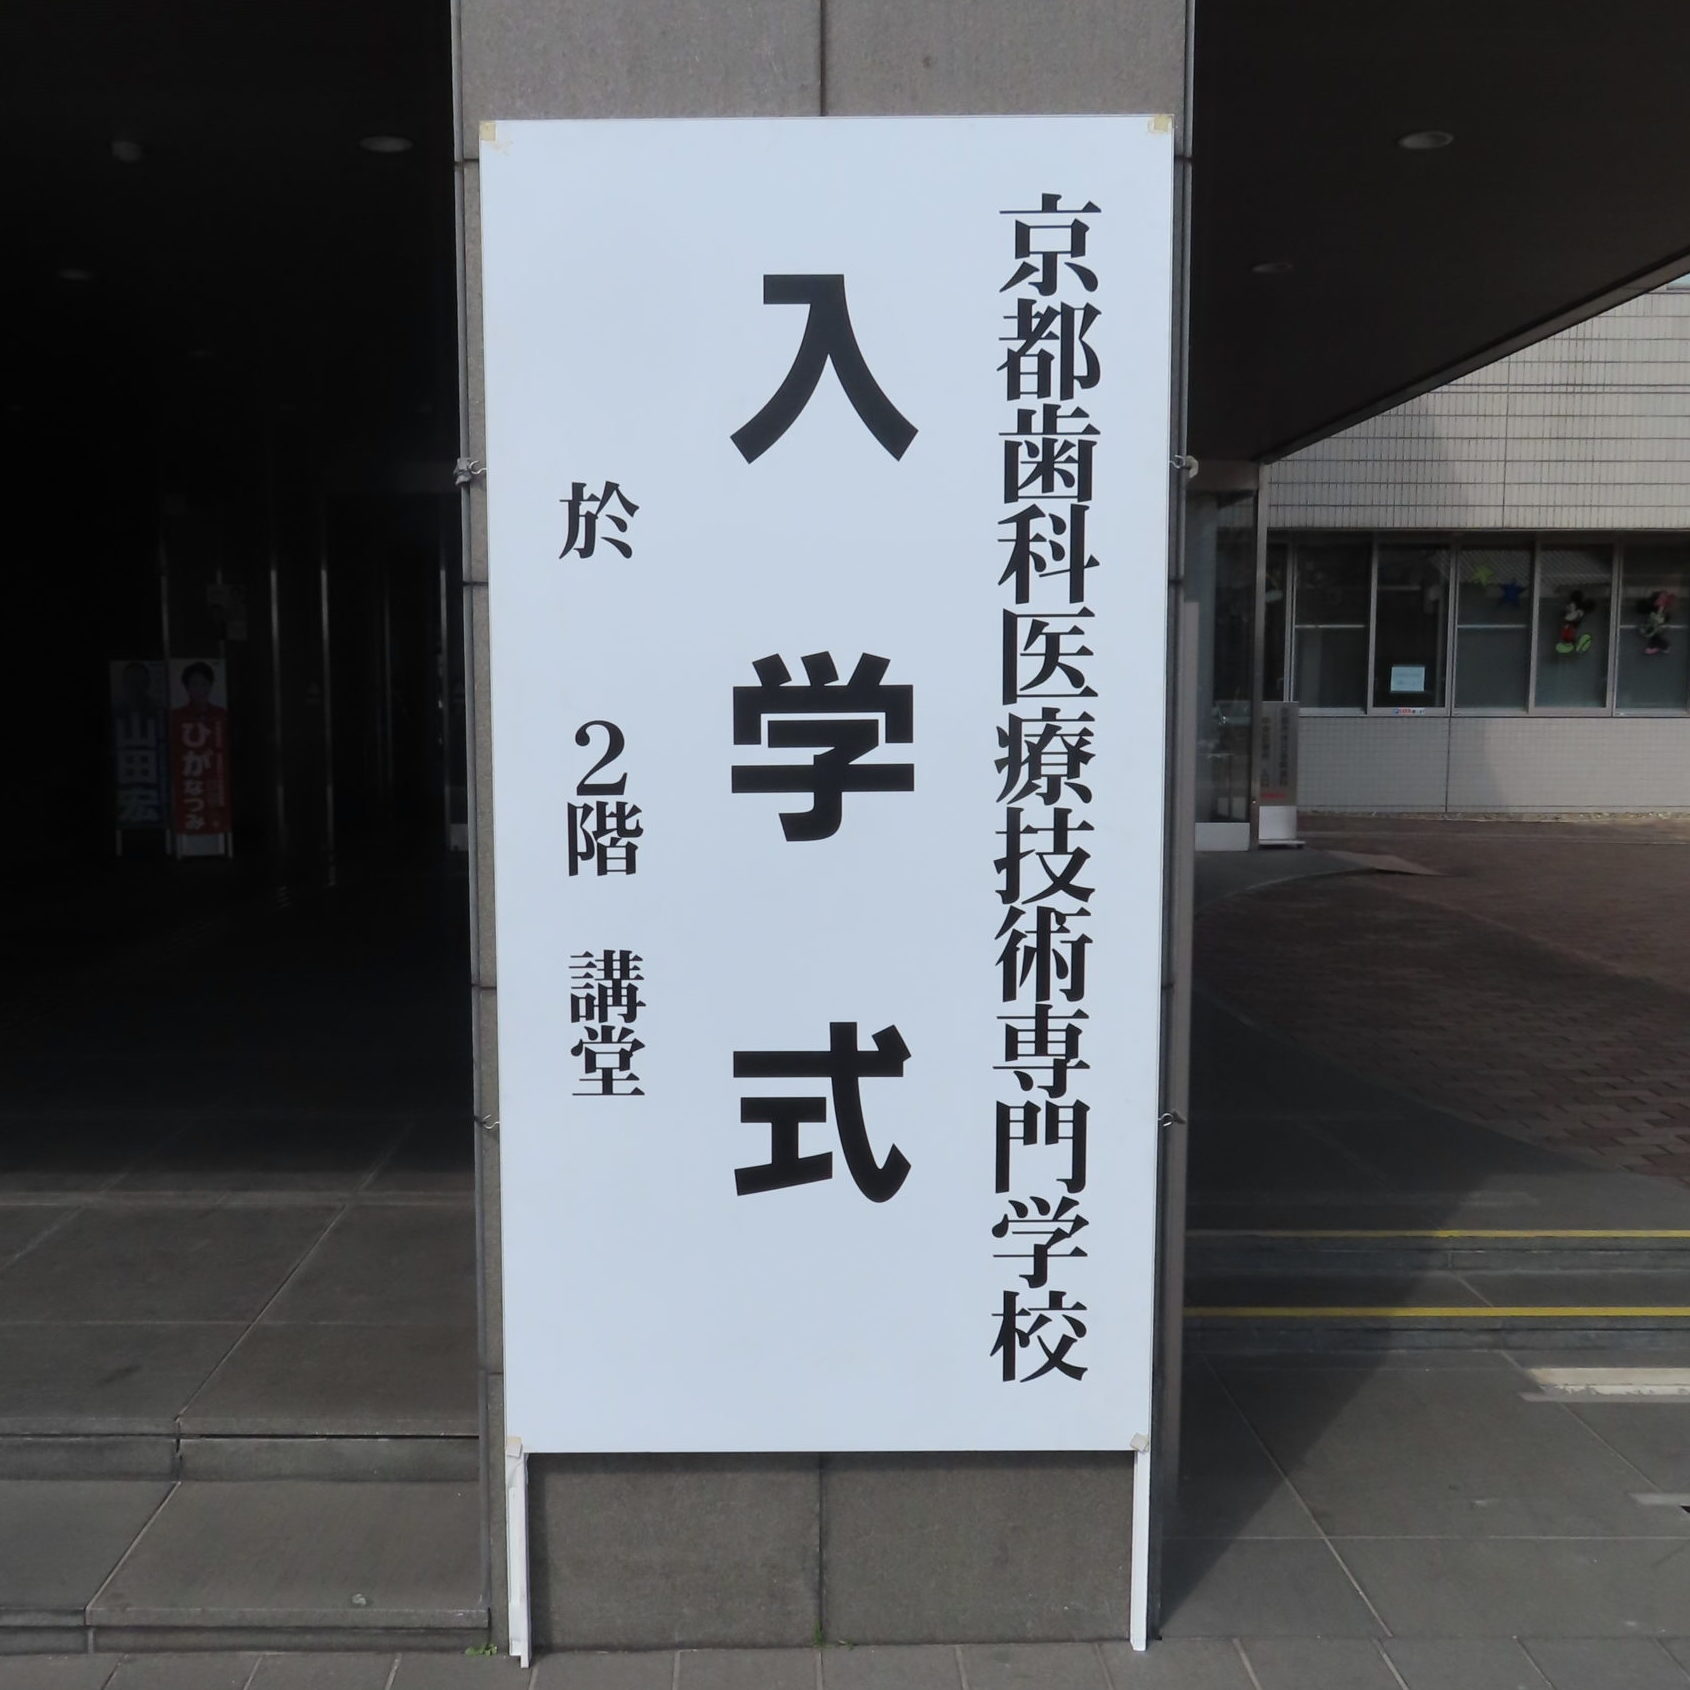 京都歯科医療技術専門学校
入学式
於 2階 講堂
山田宏
ひがなつみ